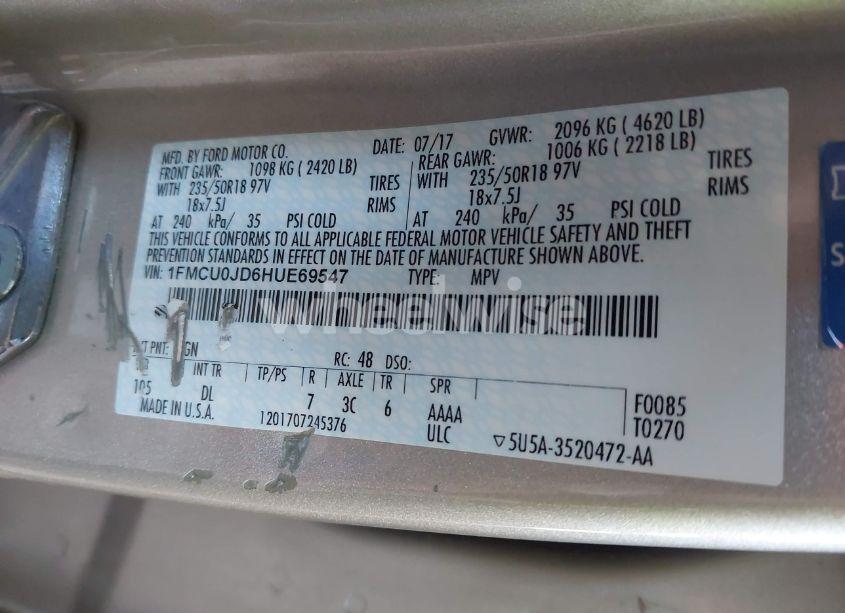 MFD. BY FORD MOTOR CO. DATE: 07/17 GVWR: 2096 KG ( 4620 LB)
FRONT GAWR: 1098 KG ( 2420 LB) REAR GAWR: 1006 KG ( 2218 LB)
WITH 235/50R18 97V TIRES WITH 235/50R18 97V TIRES
18x7.5J RIMS 18x7.5J RIMS
AT 240 kPa/ 35 PSI COLD AT 240 kPa/ 35 PSI COLD
THIS VEHICLE CONFORMS TO ALL APPLICABLE FEDERAL MOTOR VEHICLE SAFETY AND THEFT
PREVENTION STANDARDS IN EFFECT ON THE DATE OF MANUFACTURE SHOWN ABOVE.
VIN: 1FMCU0JD6HUE69547 TYPE: MPV
wheelwise
PNT: GN RC: 48 DSO:
INT TR TP/PS R AXLE TR SPR
105 DL 7 3C 6 AAAA F0085
MADE IN U.S.A. 1201707245376 ULC T0270
5U5A-3520472-AA